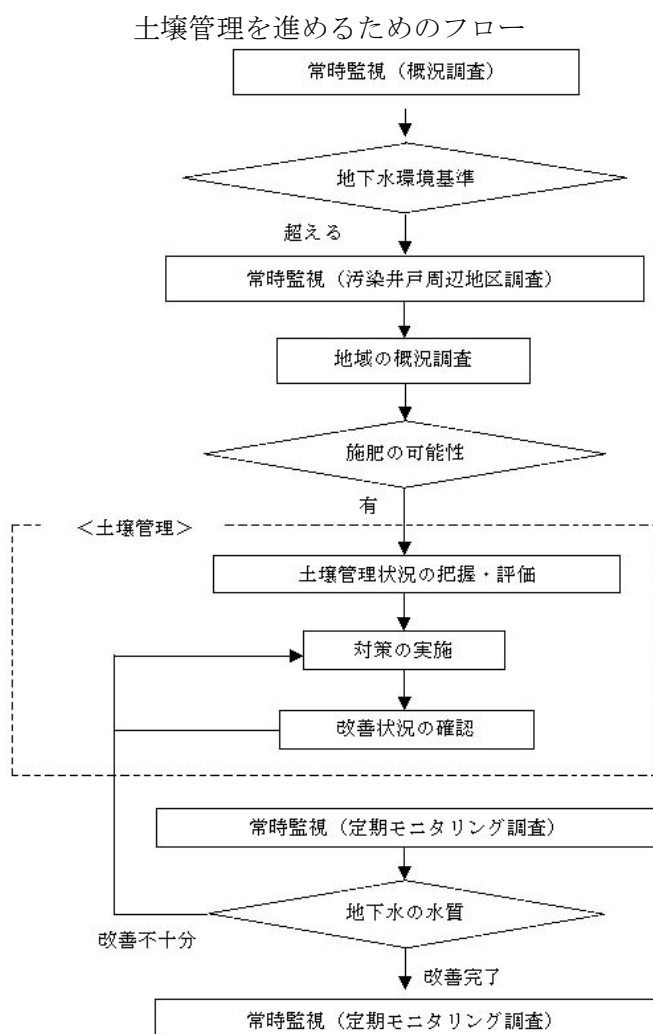 土壌管理を進めるためのフロー
常時監視（概況調査）
地下水環境基準
超える
常時監視（汚染井戸周辺地区調査）
地域の概況調査
施肥の可能性
有
＜土壌管理＞
土壌管理状況の把握・評価
対策の実施
改善状況の確認
常時監視（定期モニタリング調査）
地下水の水質
改善不十分
改善完了
常時監視（定期モニタリング調査）